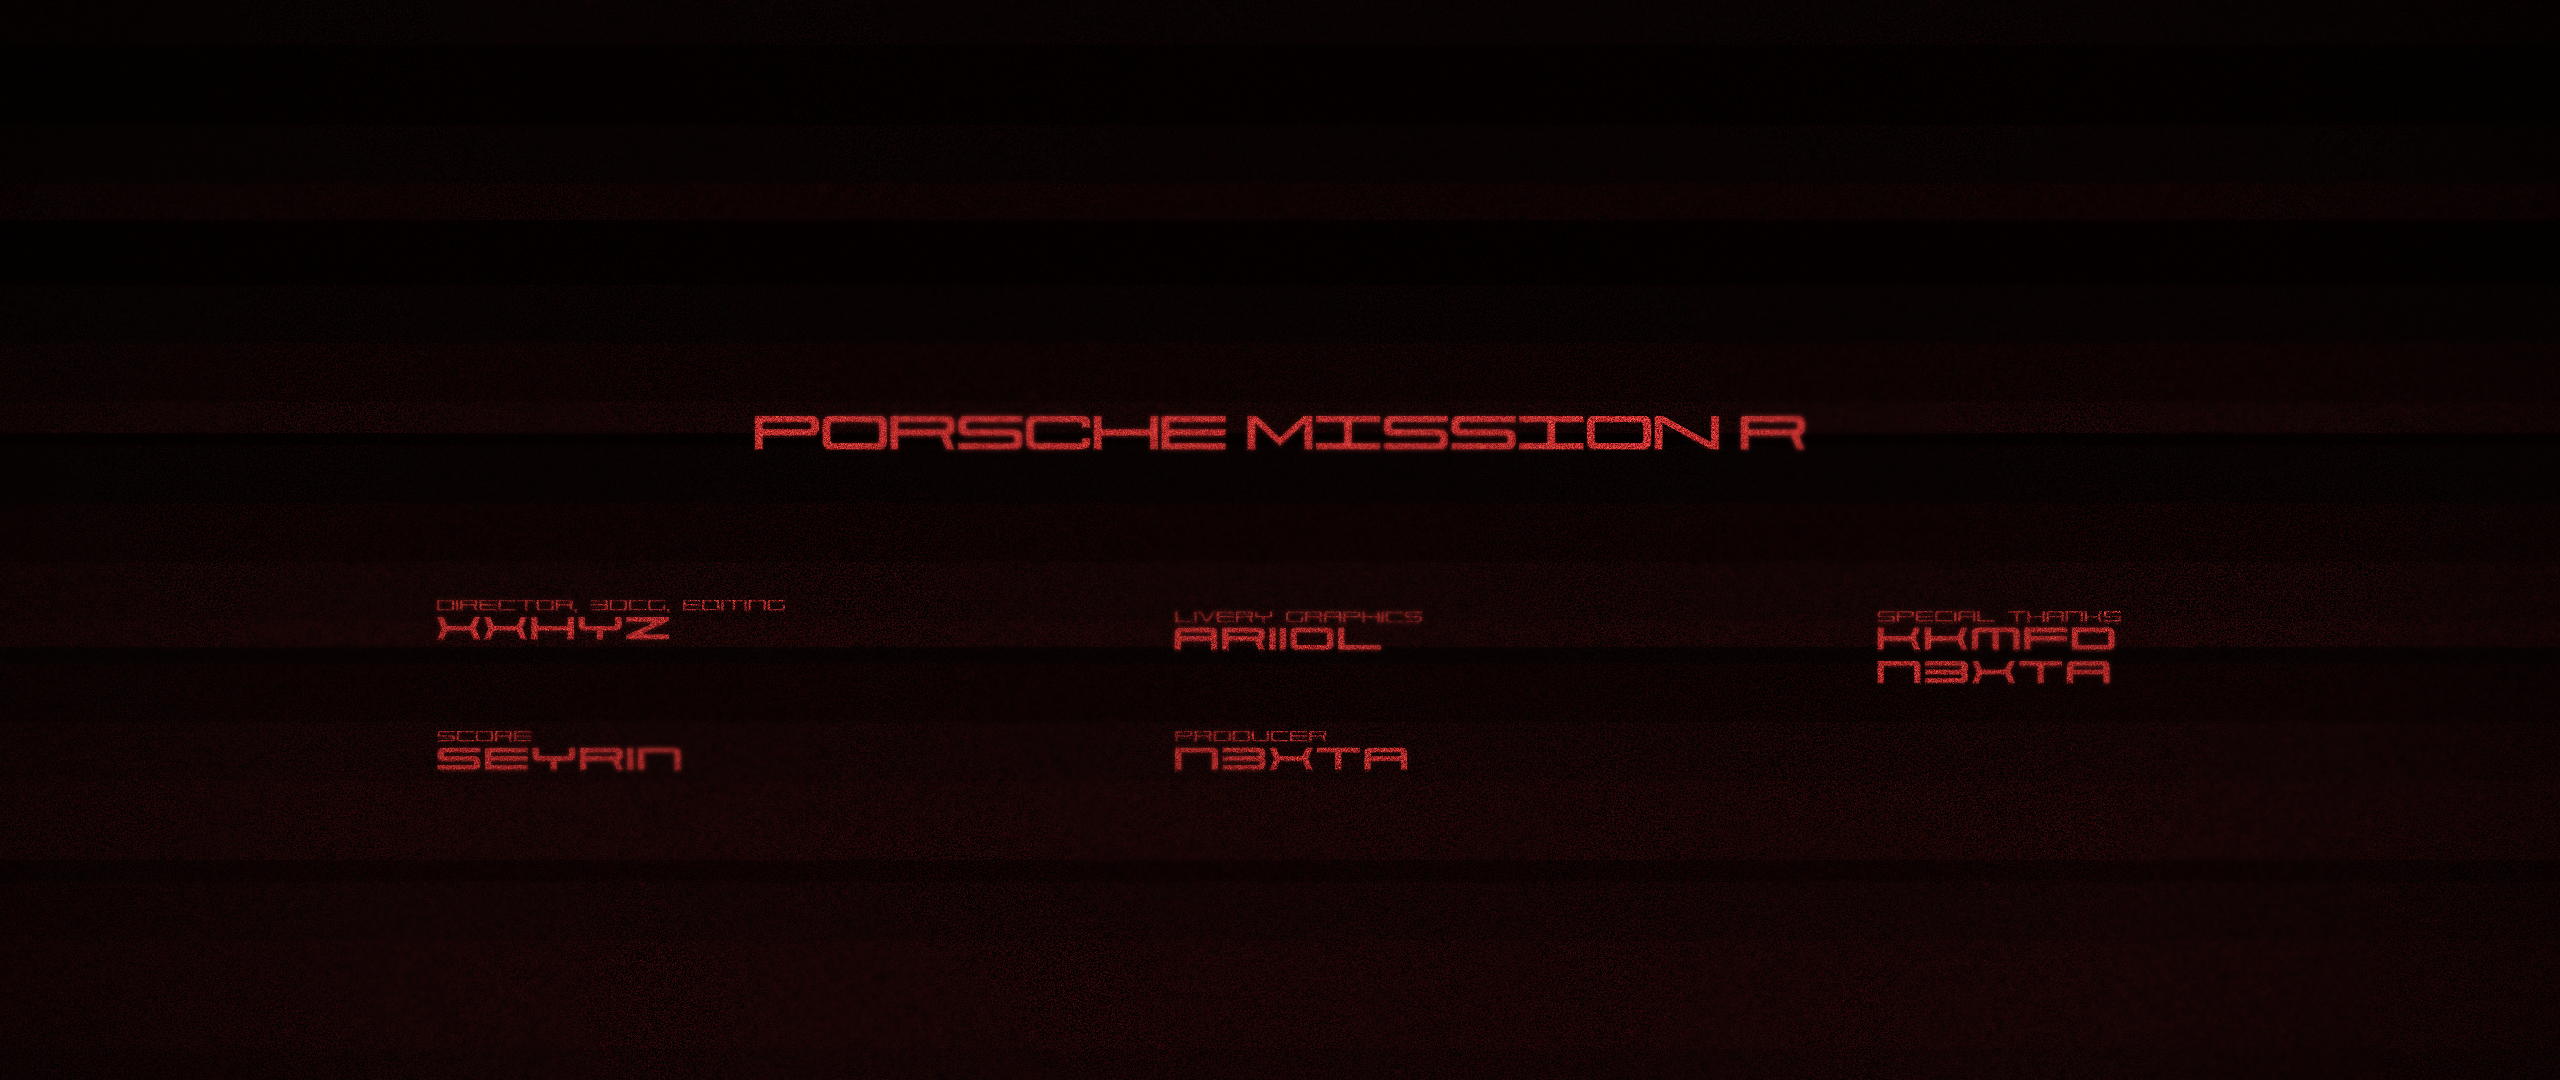 PORSCHE MISSION R
DIRECTOR, 3DCG, EDITING
XXHYZ
LIVERY GRAPHICS
ARIIOL
SPECIAL THANKS
KKMFD
N3XTA
SCORE
SEYRIN
PRODUCER
N3XTA